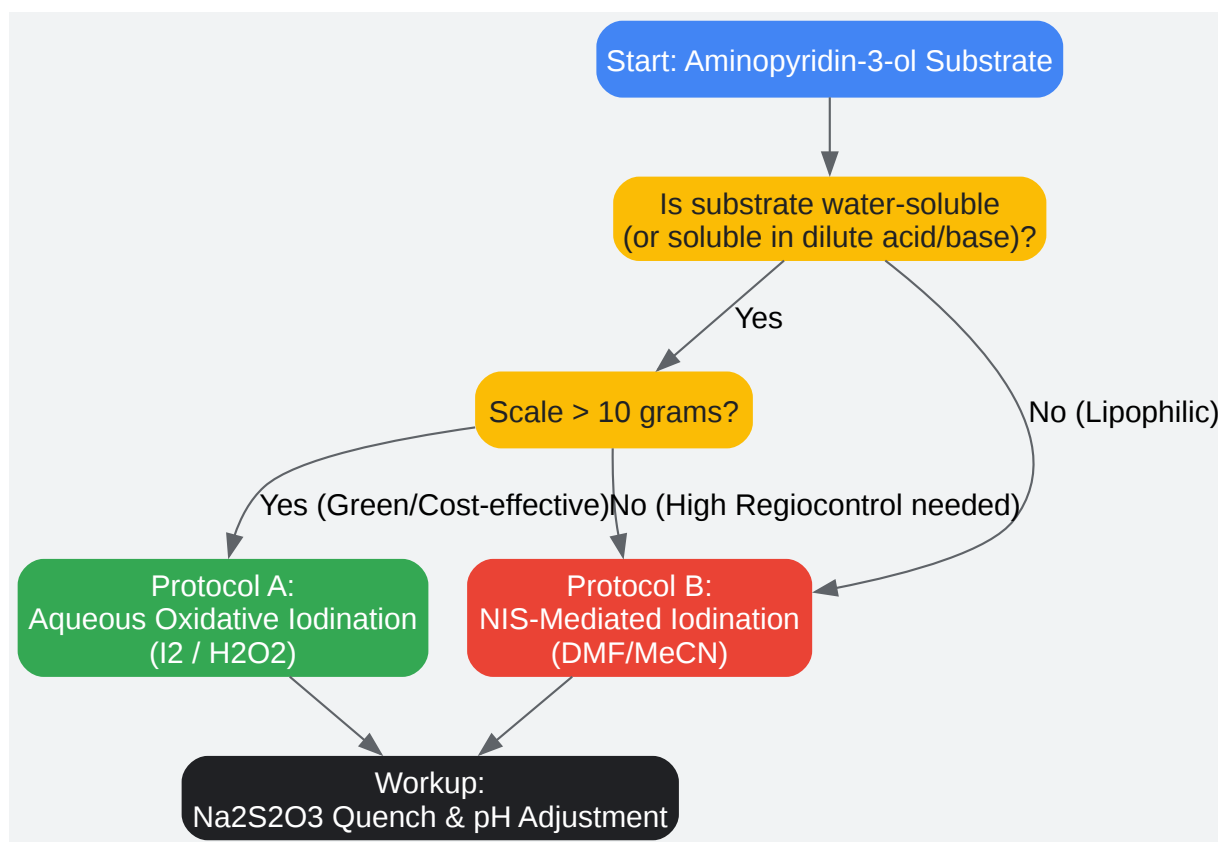 Start: Aminopyridin-3-ol Substrate
Is substrate water-soluble
(or soluble in dilute acid/base)?
Yes
Scale > 10 grams?
No (Lipophilic)
Yes (Green/Cost-effective)
No (High Regiocontrol needed)
Protocol A:
Aqueous Oxidative Iodination
(I2 / H2O2)
Protocol B:
NIS-Mediated Iodination
(DMF/MeCN)
Workup:
Na2S2O3 Quench & pH Adjustment